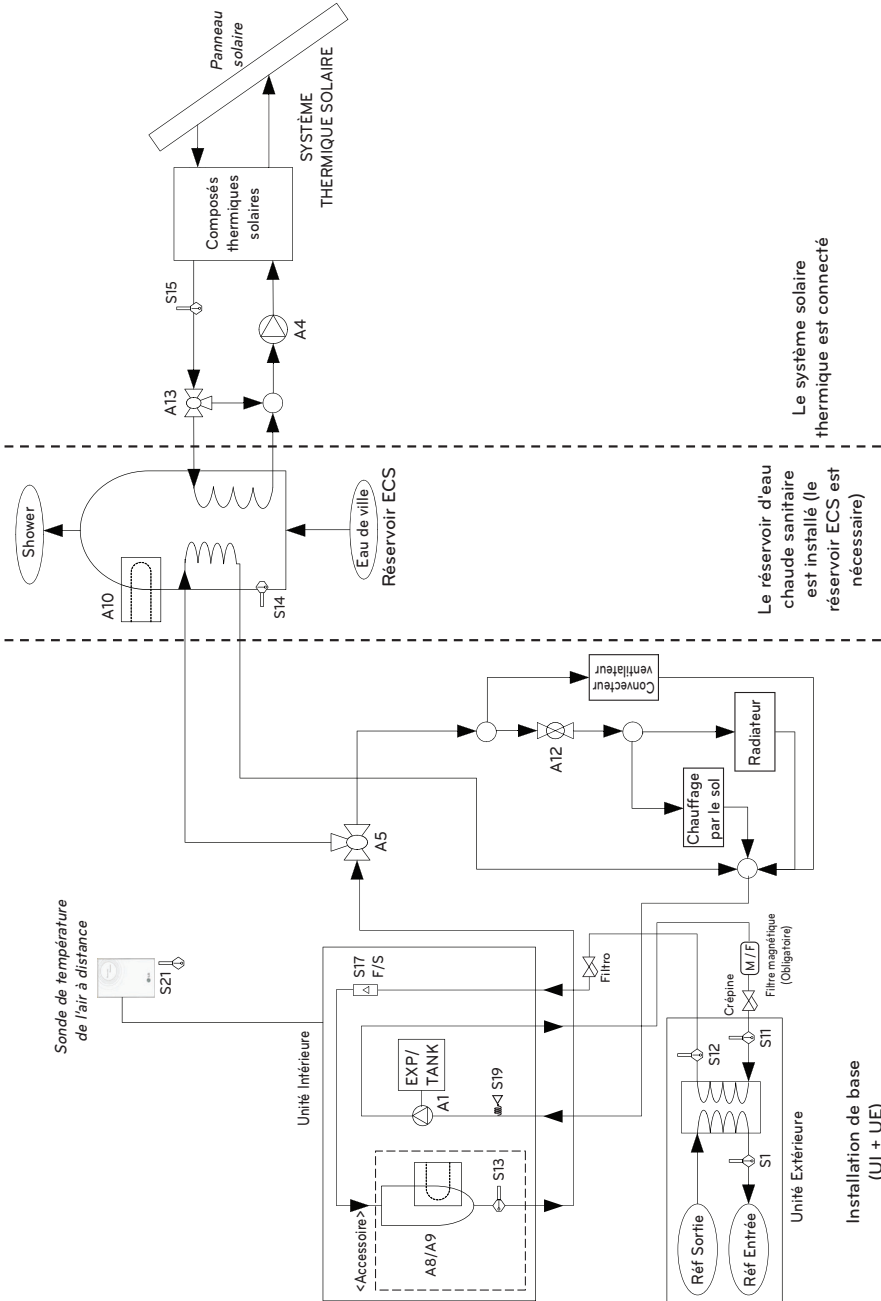 Sonde de température
de l'air à distance
S21
Unité Intérieure
<Accessoire>
A8/A9
S13
EXP/
TANK
A1
S19
S17
F/S
Filtro
A5
A10
Shower
S14
Eau de ville
Réservoir ECS
A13
S15
A4
Composés
thermiques
solaires
Panneau
solaire
SYSTÈME
THERMIQUE SOLAIRE
A12
Convecteur
ventilateur
Chauffage
par le sol
Radiateur
Crépine
M / F
Filtre magnétique
(Obligatoire)
S12
S11
S1
Réf Sortie
Réf Entrée
Unité Extérieure
Installation de base
(UI + UE)
Le réservoir d'eau
chaude sanitaire
est installé (le
réservoir ECS est
nécessaire)
Le système solaire
thermique est connecté